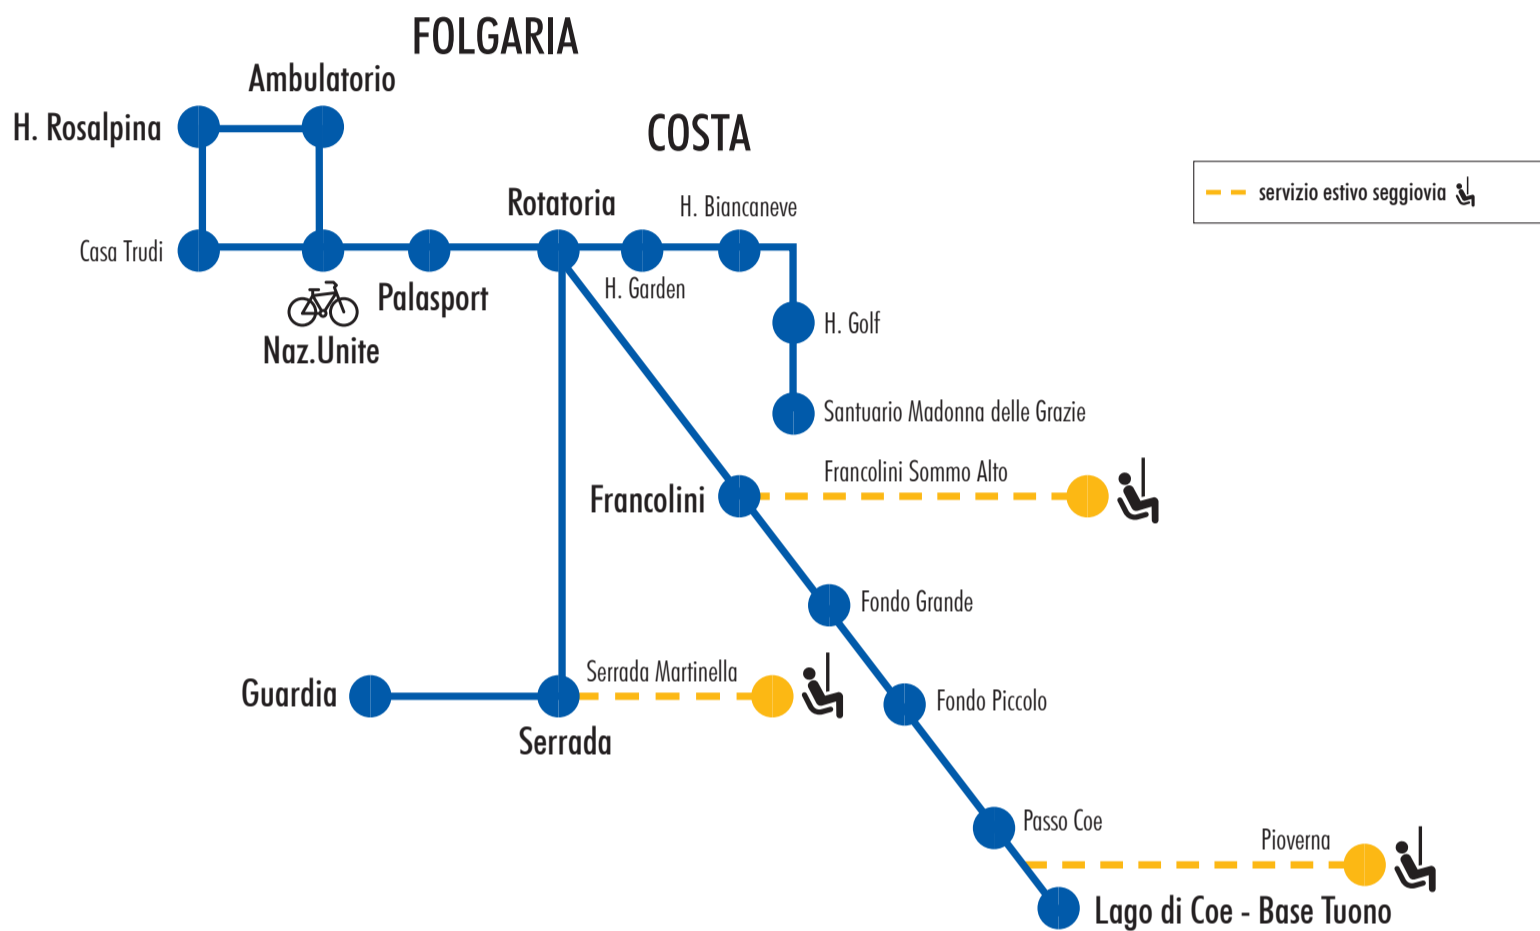 FOLGARIA
Ambulatorio
H. Rosalpina
COSTA
servizio estivo seggiovia
Rotatoria
H. Biancaneve
Casa Trudi
H. Garden
Palasport
Naz.Unite
H. Golf
Santuario Madonna delle Grazie
Francolini Sommo Alto
Francolini
Fondo Grande
Serrada Martinella
Guardia
Fondo Piccolo
Serrada
Passo Coe
Pioverna
Lago di Coe - Base Tuono